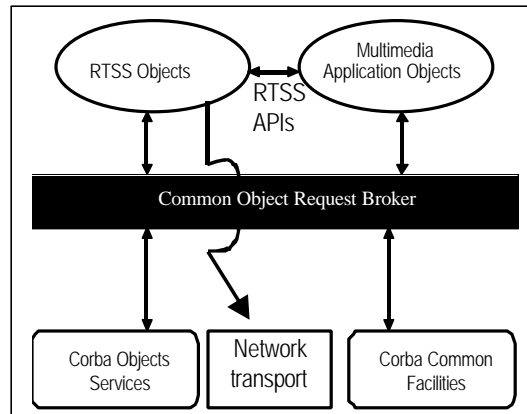 RTSS Objects
Multimedia
Application Objects
RTSS
APIs
Common Object Request Broker
Corba Objects
Services
Network
transport
Corba Common
Facilities